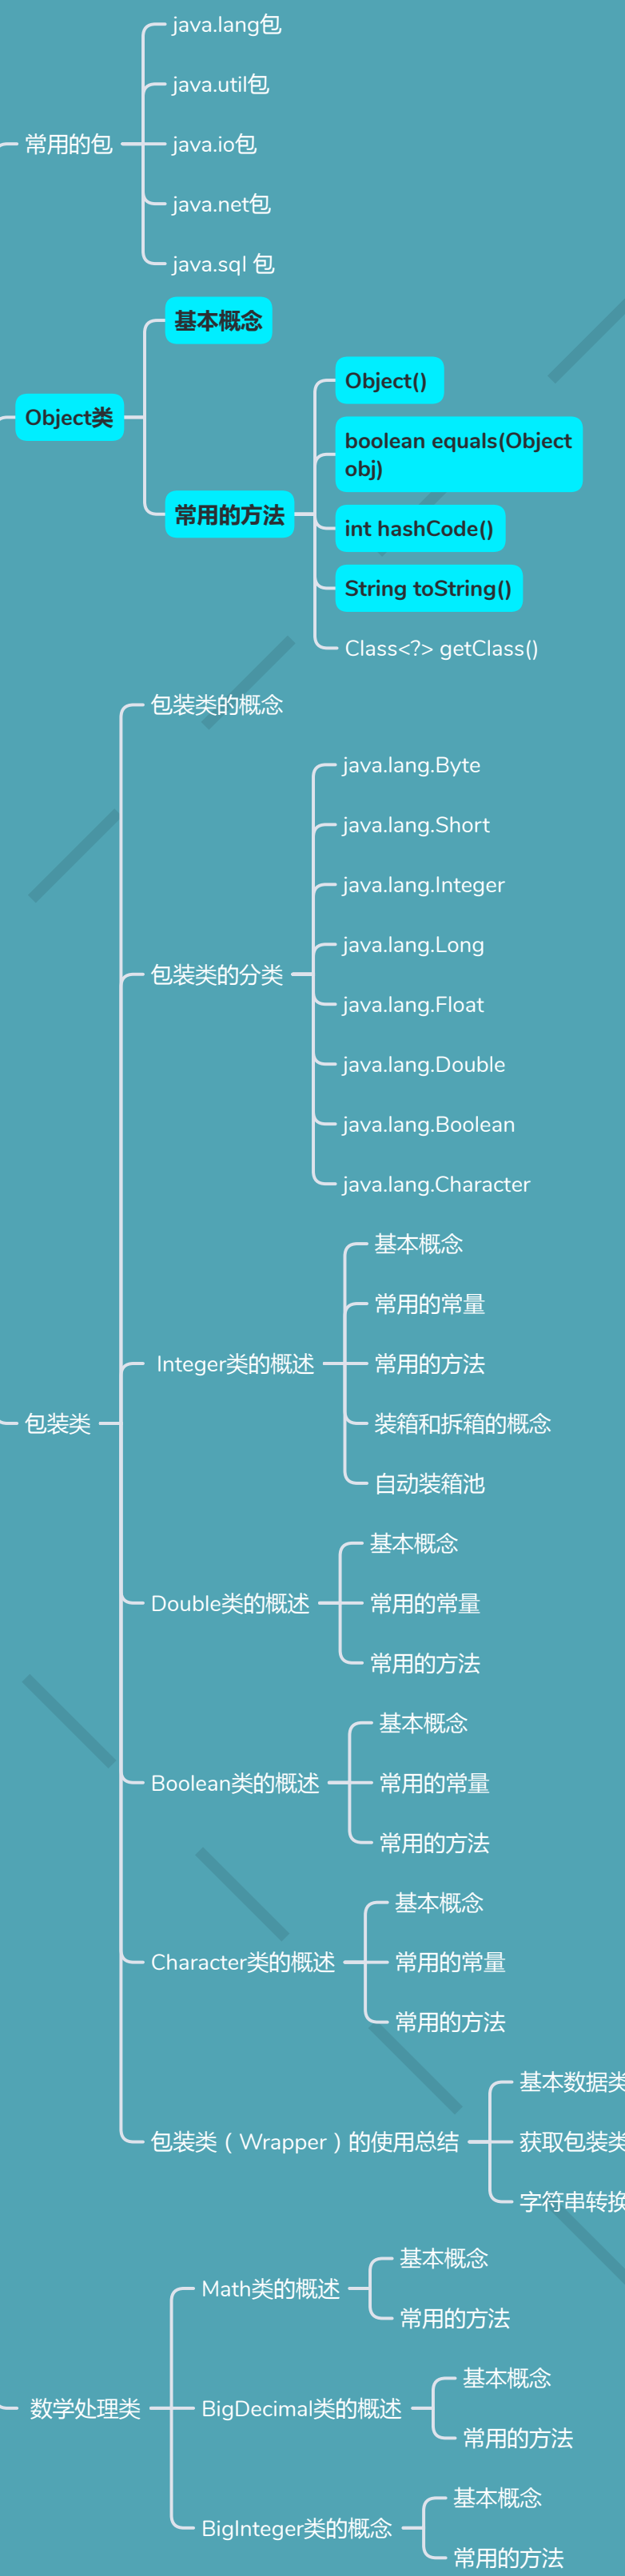 java.lang包
java.util包
常用的包
java.io包
java.net包
java.sql 包
基本概念
Object类
常用的方法
Object()
boolean equals(Object
obj)
int hashCode()
String toString()
Class<?> getClass()
包装类
包装类的概念
包装类的分类
java.lang.Byte
java.lang.Short
java.lang.Integer
java.lang.Long
java.lang.Float
java.lang.Double
java.lang.Boolean
java.lang.Character
Integer类的概述
基本概念
常用的常量
常用的方法
装箱和拆箱的概念
自动装箱池
Double类的概述
基本概念
常用的常量
常用的方法
Boolean类的概述
基本概念
常用的常量
常用的方法
Character类的概述
基本概念
常用的常量
常用的方法
包装类（Wrapper）的使用总结
基本数据类
获取包装类
字符串转换
数学处理类
Math类的概述
基本概念
常用的方法
BigDecimal类的概述
基本概念
常用的方法
BigInteger类的概念
基本概念
常用的方法